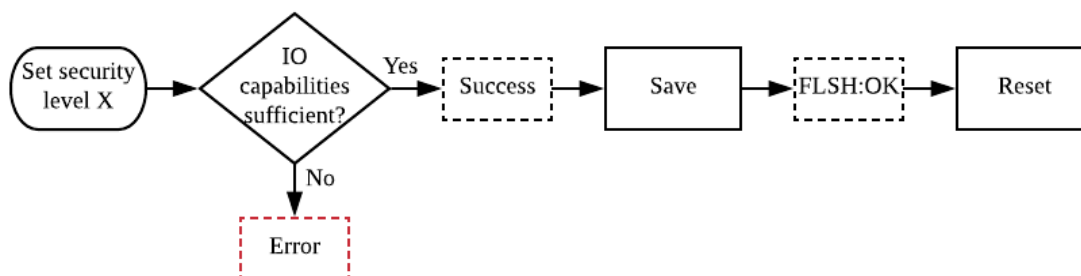 Set security
level X
IO
capabilities
sufficient?
Yes
Success
Save
FLSH:OK
Reset
No
Error